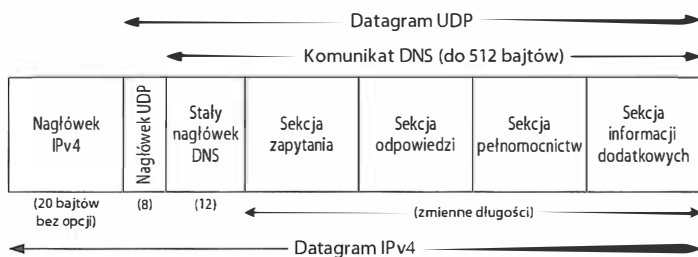 Datagram UDP
Komunikat DNS (do 512 bajtów)
Nagłówek
IPv4
Nagłówek UDP
Stały
nagłówek
DNS
Sekcja
zapytania
Sekcja
odpowiedzi
Sekcja
pełnomocnictw
Sekcja
informacji
dodatkowych
(20 bajtów
bez opcji)
(8)
(12)
(zmienne długości)
Datagram IPv4